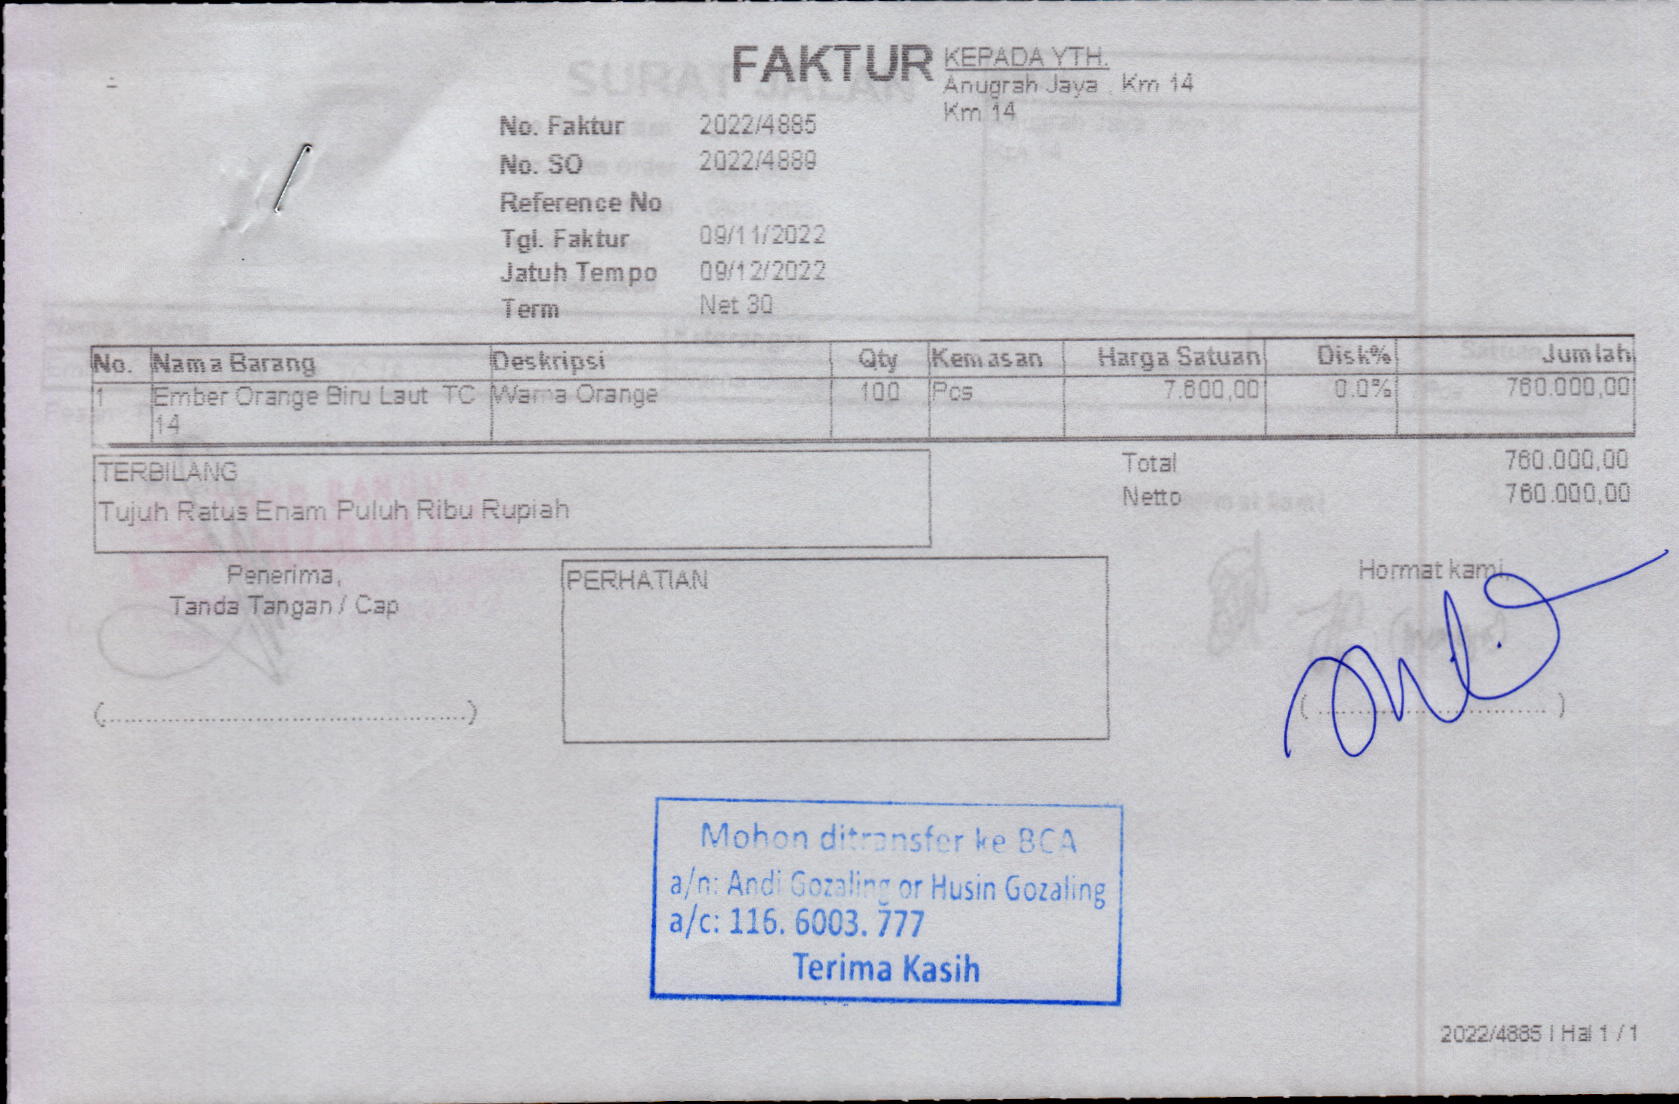 FAKTUR
KEPADA YTH.
Anugrah Jaya , Km 14
Km 14
No. Faktur 2022/4885
No. SO 2022/4889
Reference No
Tgl. Faktur 09/11/2022
Jatuh Tempo 09/12/2022
Term Net 30
No. Nama Barang Deskripsi Qty Kemasan Harga Satuan Disk% Jumlah
1 Ember Orange Biru Laut TC Warna Orange 100 Pcs 7.600,00 0.0% 760.000,00
14
TERBILANG
Tujuh Ratus Enam Puluh Ribu Rupiah
Total 760.000,00
Netto 760.000,00
Penerima,
Tanda Tangan / Cap
PERHATIAN
Hormat kami,
(..............................................)
(..............................)
Mohon ditransfer ke BCA
a/n: Andi Gozaling or Husin Gozaling
a/c: 116. 6003. 777
Terima Kasih
2022/4885 | Hal 1 / 1